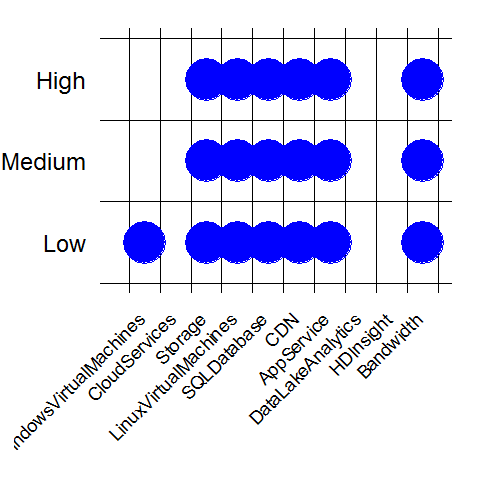 High
Medium
Low
ndowsVirtualMachines
CloudServices
Storage
LinuxVirtualMachines
SQLDatabase
CDN
AppService
DataLakeAnalytics
HDInsight
Bandwidth